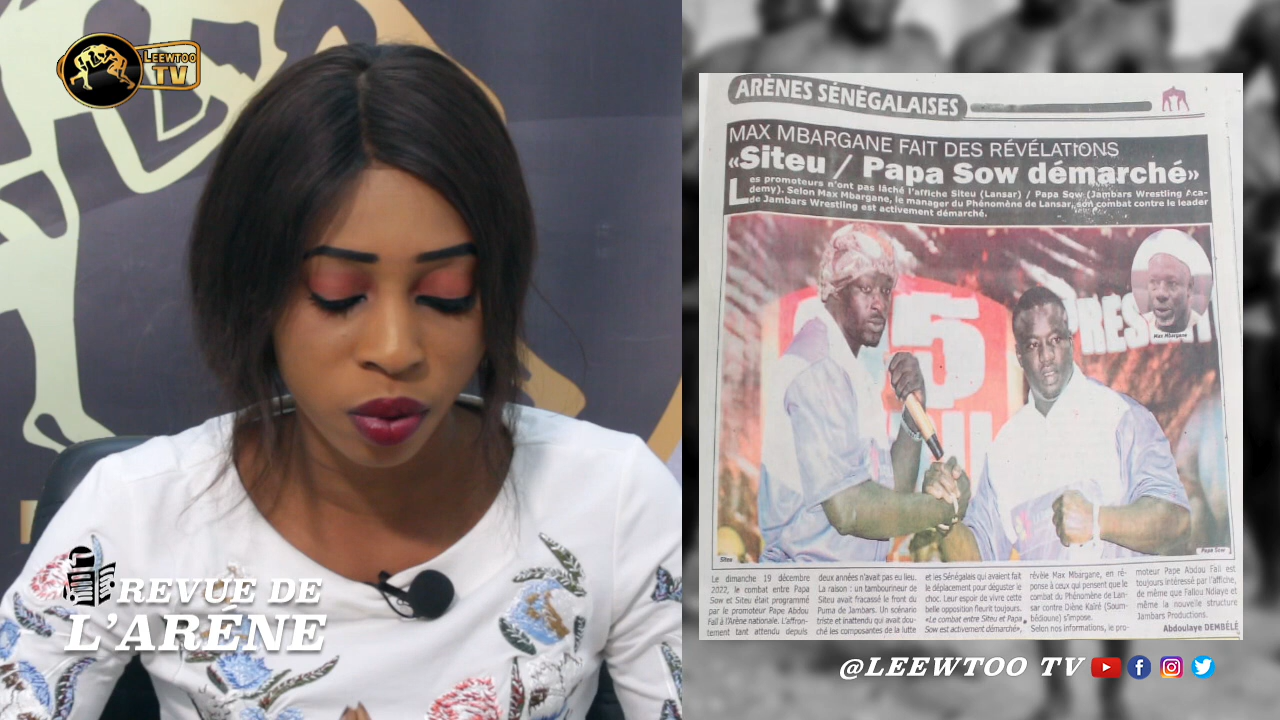 LEEWTOO
TV
REVUE DE
L'ARÉNE
ARÈNES SÉNÉGALAISES
MAX MBARGANE FAIT DES RÉVÉLATIONS
«Siteu / Papa Sow démarché»
Les promoteurs n'ont pas lâché l'affiche Siteu (Lansar) / Papa Sow (Jambars Wrestling Aca-
demy). Selon Max Mbargane, le manager du Phénomène de Lansar, son combat contre le leader
de Jambars Wrestling est activement démarché.
5
PRES
Max Mbargane
Siteu
Papa Sow
Le dimanche 19 décembre
2022, le combat entre Papa
Sow et Siteu était programmé
par le promoteur Pape Abdou
Fall à l'Arène nationale. L'affron-
tement tant attendu depuis
deux années n'avait pas eu lieu.
La raison : un tambourineur de
Siteu avait fracassé le front du
Puma de Jambars. Un scénario
triste et inattendu qui avait dou-
ché les composantes de la lutte
et les Sénégalais qui avaient fait
le déplacement pour déguster le
choc. Leur espoir de vivre cette
belle opposition fleurit toujours.
«Le combat entre Siteu et Papa
Sow est activement démarché»,
révèle Max Mbargane, en ré-
ponse à ceux qui pensent que le
combat du Phénomène de Lan-
sar contre Diène Kaïré (Soum-
bédioune) s'impose.
Selon nos informations, le pro-
moteur Pape Abdou Fall est
toujours intéressé par l'affiche,
de même que Fallou Ndiaye et
même la nouvelle structure
Jambars Productions.
Abdoulaye DEMBÉLÉ
@LEEWTOO TV